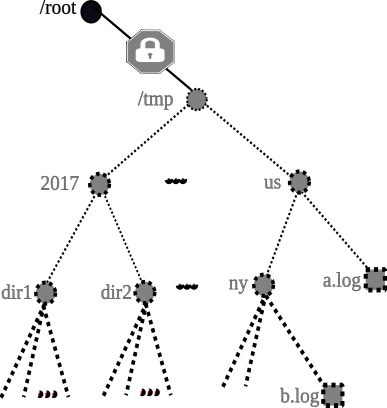 /root
/tmp
2017
us
dir1
dir2
ny
a.log
b.log